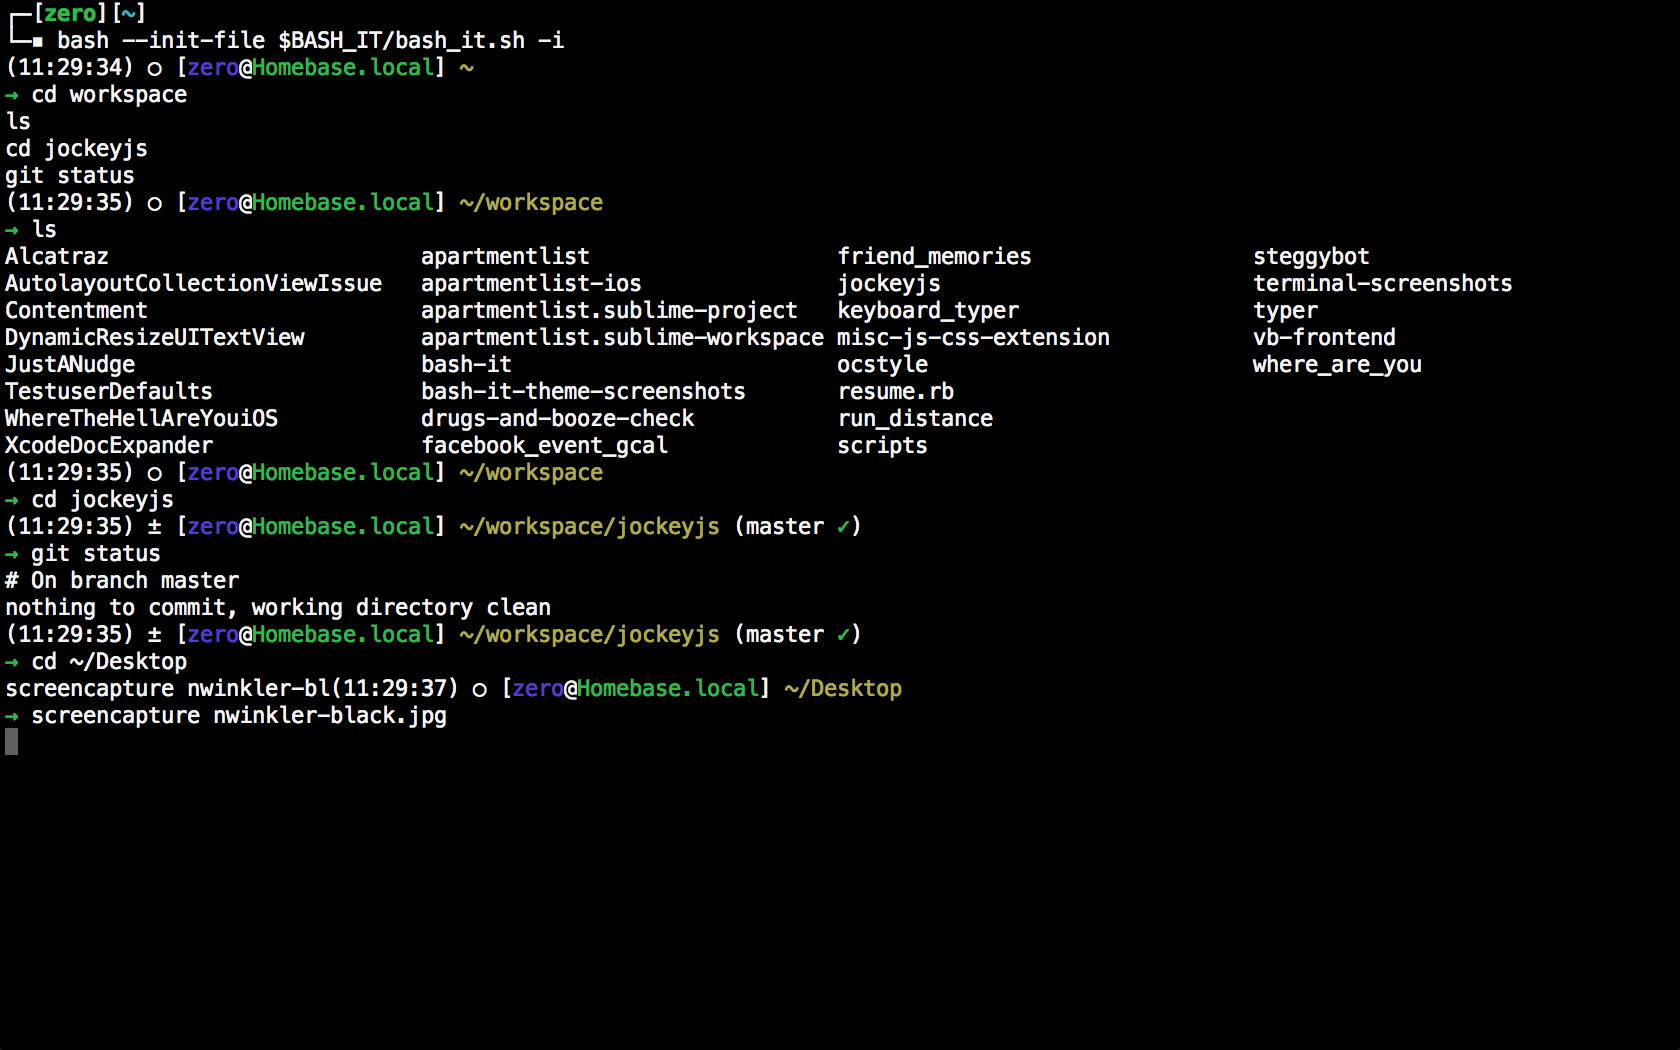 ┌─[zero][~]
└─▪ bash --init-file $BASH_IT/bash_it.sh -i
(11:29:34) ○ [zero@Homebase.local] ~
→ cd workspace
ls
cd jockeyjs
git status
(11:29:35) ○ [zero@Homebase.local] ~/workspace
→ ls
Alcatraz                        apartmentlist                   friend_memories                 steggybot
AutolayoutCollectionViewIssue   apartmentlist-ios               jockeyjs                        terminal-screenshots
Contentment                     apartmentlist.sublime-project   keyboard_typer                  typer
DynamicResizeUITextView         apartmentlist.sublime-workspace misc-js-css-extension           vb-frontend
JustANudge                      bash-it                         ocstyle                         where_are_you
TestuserDefaults                bash-it-theme-screenshots       resume.rb
WhereTheHellAreYouiOS           drugs-and-booze-check           run_distance
XcodeDocExpander                facebook_event_gcal             scripts
(11:29:35) ○ [zero@Homebase.local] ~/workspace
→ cd jockeyjs
(11:29:35) ± [zero@Homebase.local] ~/workspace/jockeyjs (master ✓)
→ git status
# On branch master
nothing to commit, working directory clean
(11:29:35) ± [zero@Homebase.local] ~/workspace/jockeyjs (master ✓)
→ cd ~/Desktop
screencapture nwinkler-bl(11:29:37) ○ [zero@Homebase.local] ~/Desktop
→ screencapture nwinkler-black.jpg